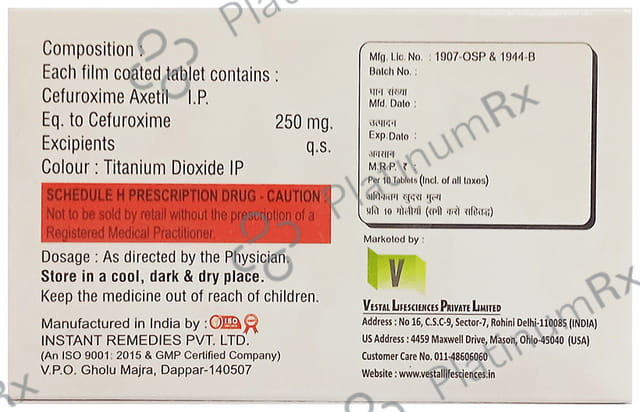 Composition :
Each film coated tablet contains :
Cefuroxime Axetil I.P.
Eq. to Cefuroxime 250 mg.
Excipients q.s.
Colour : Titanium Dioxide IP
SCHEDULE H PRESCRIPTION DRUG - CAUTION :
Not to be sold by retail without the prescription of a
Registered Medical Practitioner.
Dosage : As directed by the Physician.
Store in a cool, dark & dry place.
Keep the medicine out of reach of children.
Manufactured in India by :
INSTANT REMEDIES PVT. LTD.
(An ISO 9001: 2015 & GMP Certified Company)
V.P.O. Gholu Majra, Dappar-140507
Mfg. Lic. No. : 1907-OSP & 1944-B
Batch No. :
घान संख्या
Mfd. Date :
उत्पादन
Exp. Date :
अवसान
M.R.P. ₹ :
Per 10 Tablets (Incl. of all taxes)
अधिकतम खुदरा मुल्य
प्रति 10 गोलीयाँ (सभी करो सहितद्ध)
Marketed by :
V
VESTAL LIFESCIENCES PRIVATE LIMITED
Address : No 16, C.S.C-9, Sector-7, Rohini Delhi-110085 (INDIA)
US Address : 4459 Maxwell Drive, Mason, Ohio-45040 (USA)
Customer Care No. 011-48606060
Website : www.vestallifesciences.in
PlatinumRx
PlatinumRx
PlatinumRx
Rx